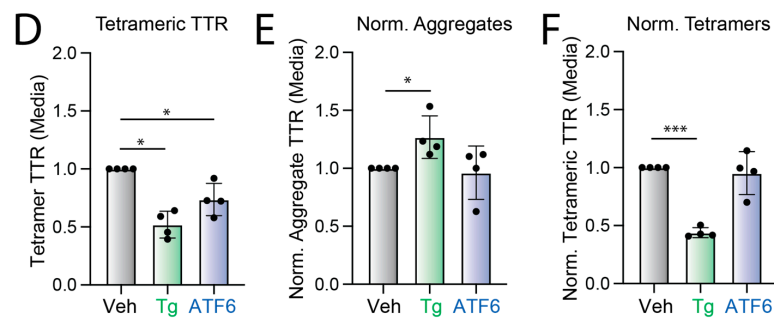 D Tetrameric TTR
Tetramer TTR (Media)
2.0
1.5
1.0
0.5
0.0
*
*
Veh Tg ATF6
E Norm. Aggregates
Norm. Aggregate TTR (Media)
2.0
1.5
1.0
0.5
0.0
*
Veh Tg ATF6
F Norm. Tetramers
Norm. Tetrameric TTR (Media)
2.0
1.5
1.0
0.5
0.0
***
Veh Tg ATF6